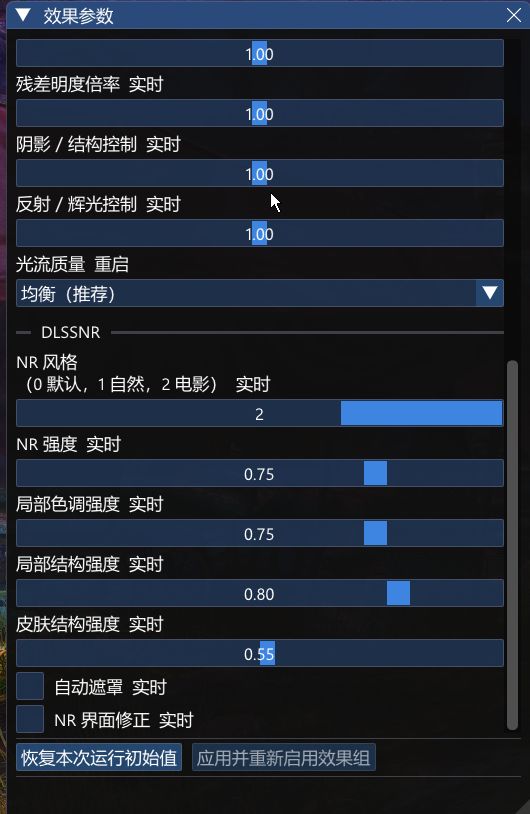 效果参数
1.00
残差明度倍率 实时
1.00
阴影 / 结构控制 实时
1.00
反射 / 辉光控制 实时
1.00
光流质量 重启
均衡（推荐）
DLSSNR
NR 风格
（0 默认，1 自然，2 电影） 实时
2
NR 强度 实时
0.75
局部色调强度 实时
0.75
局部结构强度 实时
0.80
皮肤结构强度 实时
0.55
自动遮罩 实时
NR 界面修正 实时
恢复本次运行初始值 应用并重新启用效果组